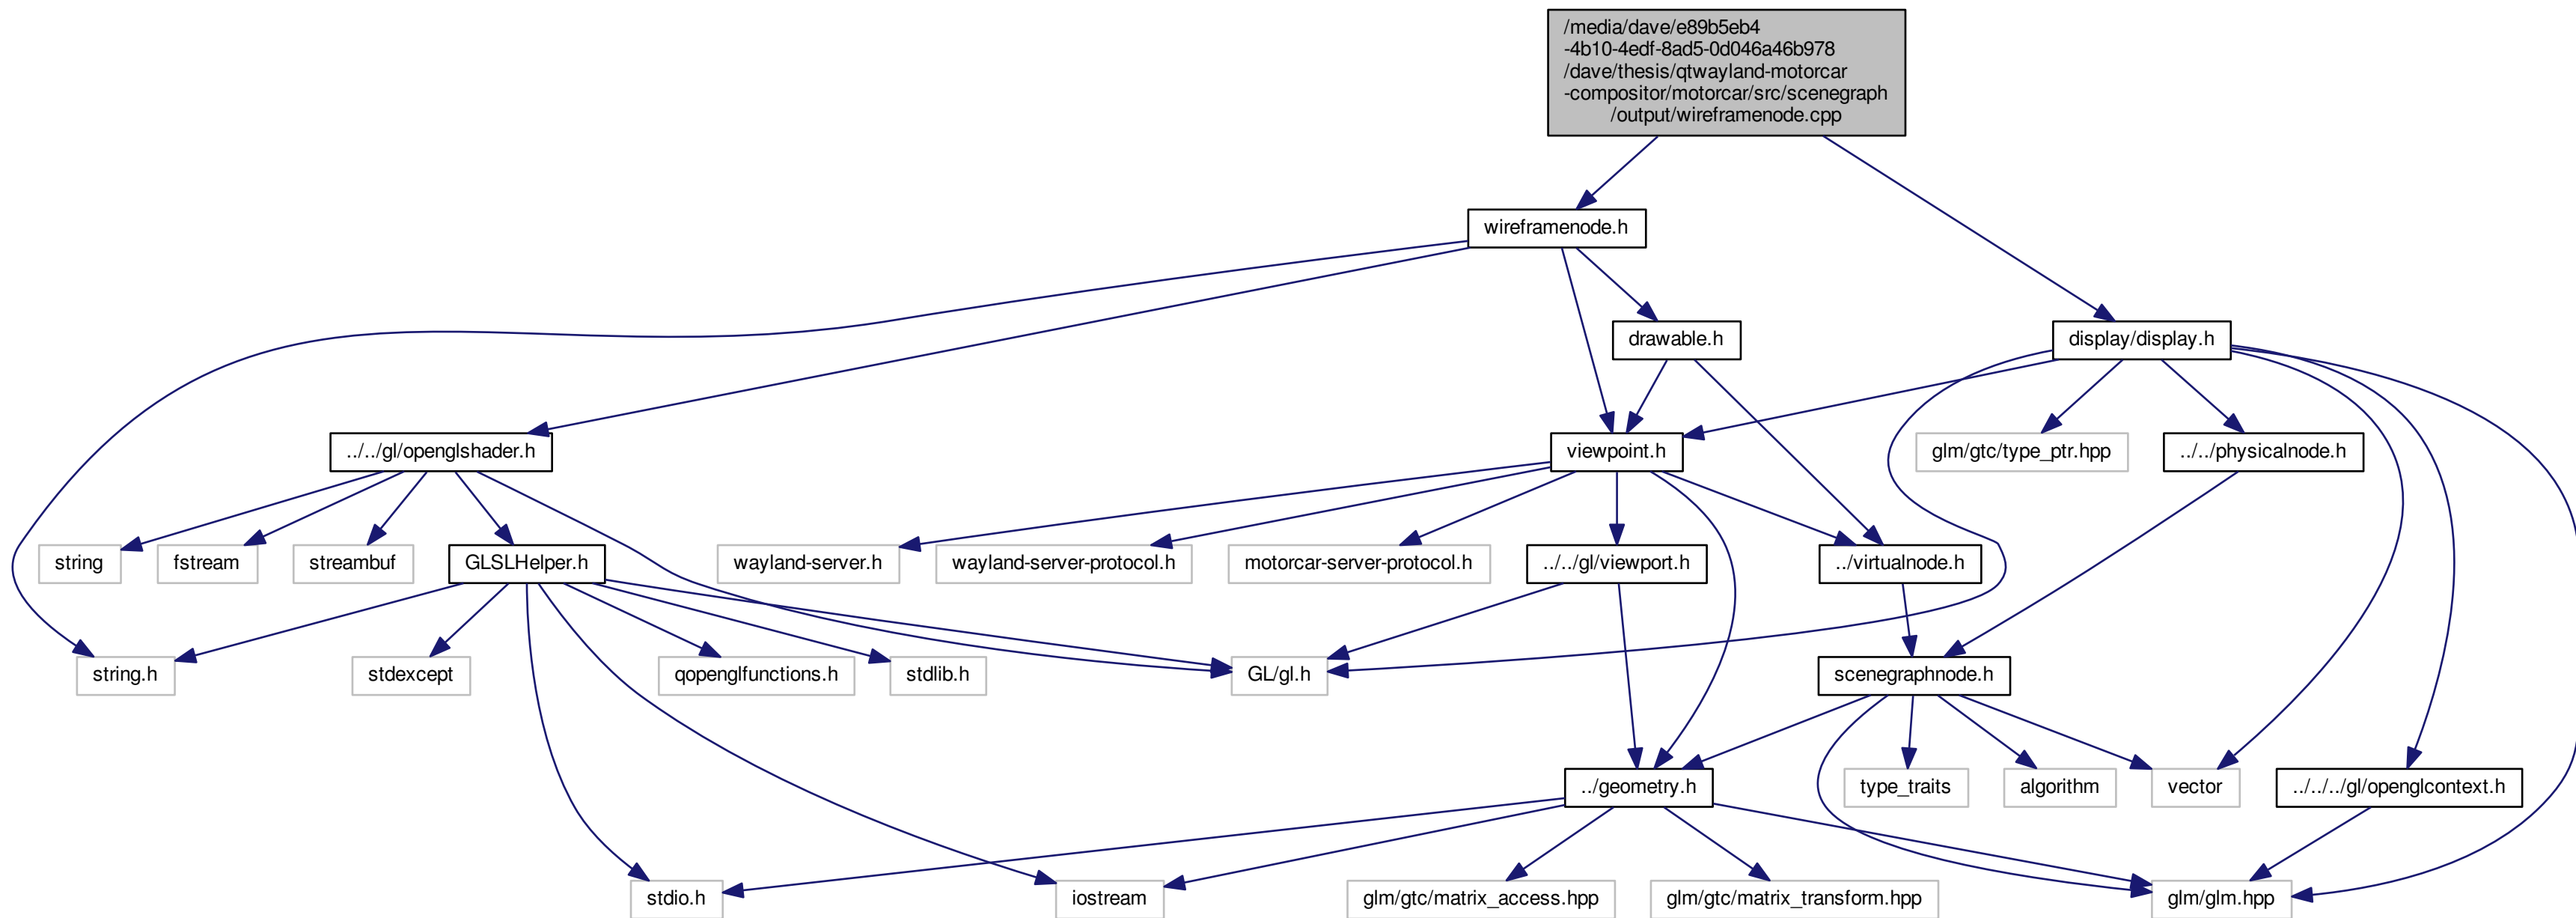 /media/dave/e89b5eb4
-4b10-4edf-8ad5-0d046a46b978
/dave/thesis/qtwayland-motorcar
-compositor/motorcar/src/scenegraph
/output/wireframenode.cpp
wireframenode.h
drawable.h
display/display.h
../../gl/openglshader.h
viewpoint.h
glm/gtc/type_ptr.hpp
../../physicalnode.h
string
fstream
streambuf
GLSLHelper.h
wayland-server.h
wayland-server-protocol.h
motorcar-server-protocol.h
../../gl/viewport.h
../virtualnode.h
string.h
stdexcept
qopenglfunctions.h
stdlib.h
GL/gl.h
scenegraphnode.h
../geometry.h
type_traits
algorithm
vector
../../../gl/openglcontext.h
stdio.h
iostream
glm/gtc/matrix_access.hpp
glm/gtc/matrix_transform.hpp
glm/glm.hpp